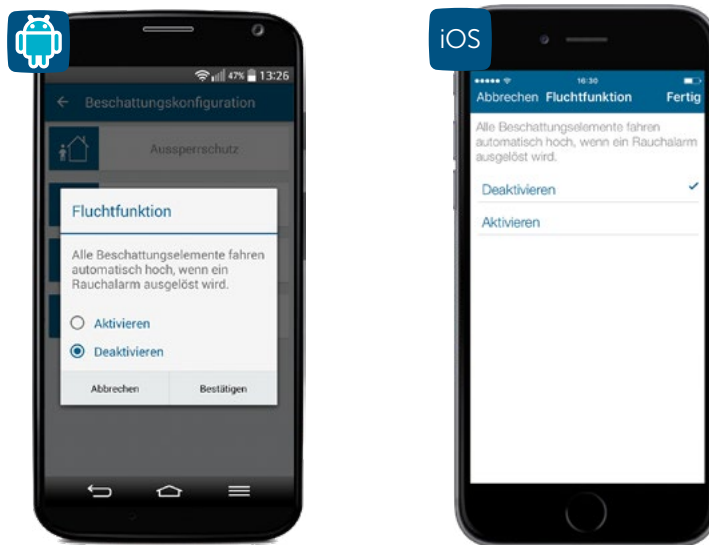 47% 13:26
Beschattungskonfiguration
Aussperrschutz
Fluchtfunktion
Alle Beschattungselemente fahren
automatisch hoch, wenn ein
Rauchalarm ausgelöst wird.
Aktivieren
Deaktivieren
Abbrechen Bestätigen
iOS
16:30
Abbrechen Fluchtfunktion Fertig
Alle Beschattungselemente fahren
automatisch hoch, wenn ein Rauchalarm
ausgelöst wird.
Deaktivieren
Aktivieren